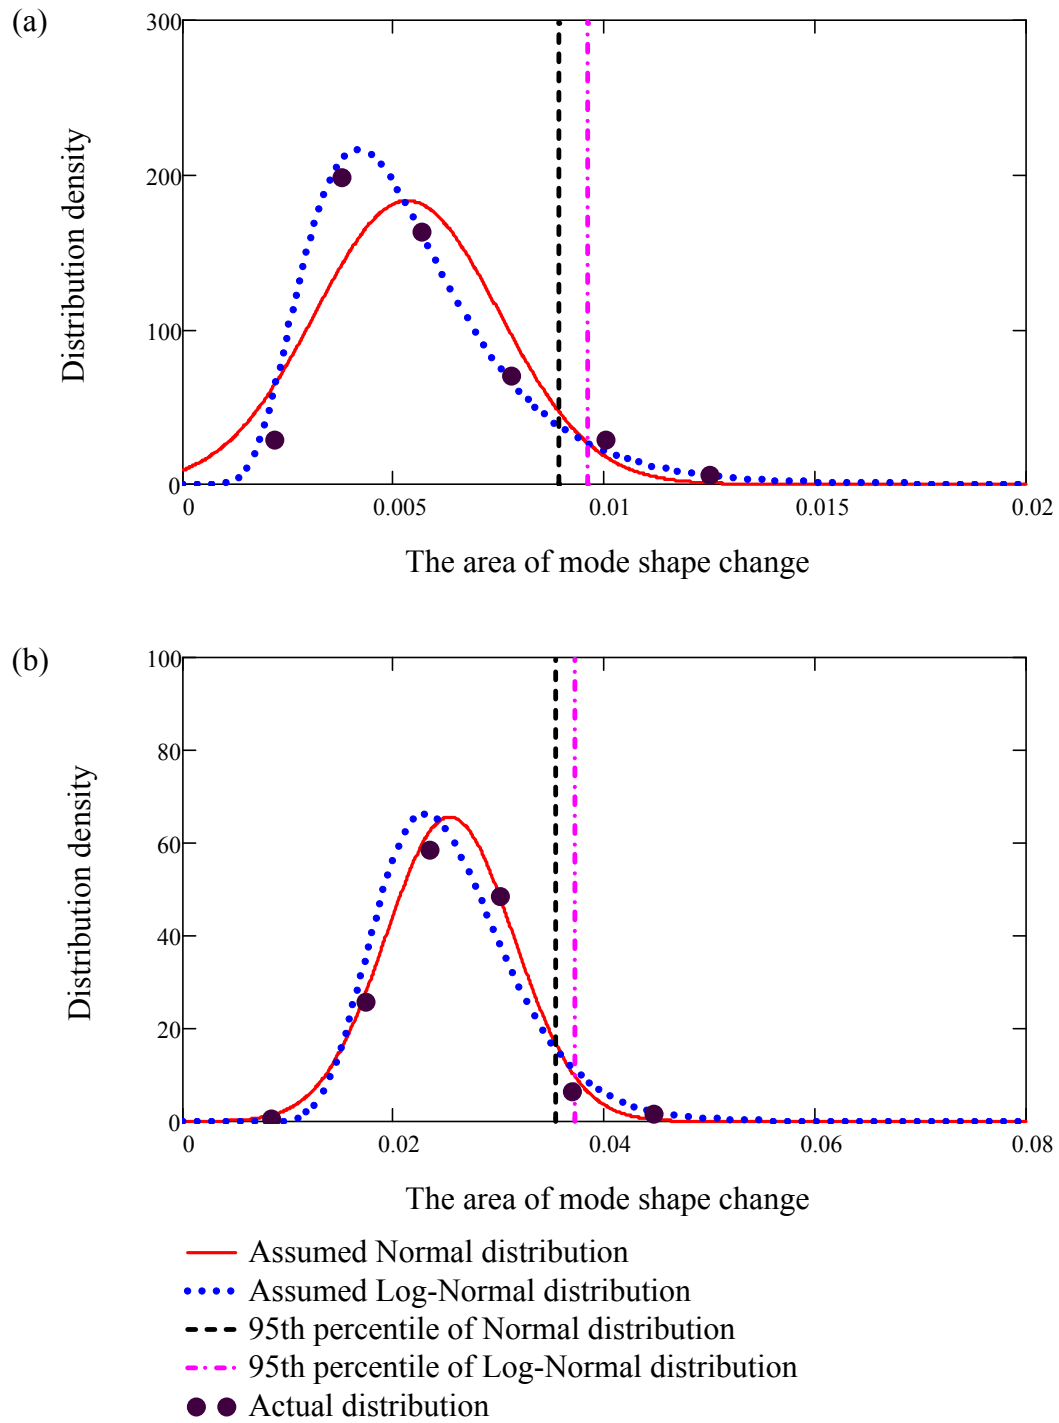 (a)
300
200
100
0
Distribution density
0 0.005 0.01 0.015 0.02
The area of mode shape change
(b)
100
80
60
40
20
0
Distribution density
0 0.02 0.04 0.06 0.08
The area of mode shape change
Assumed Normal distribution
Assumed Log-Normal distribution
95th percentile of Normal distribution
95th percentile of Log-Normal distribution
Actual distribution